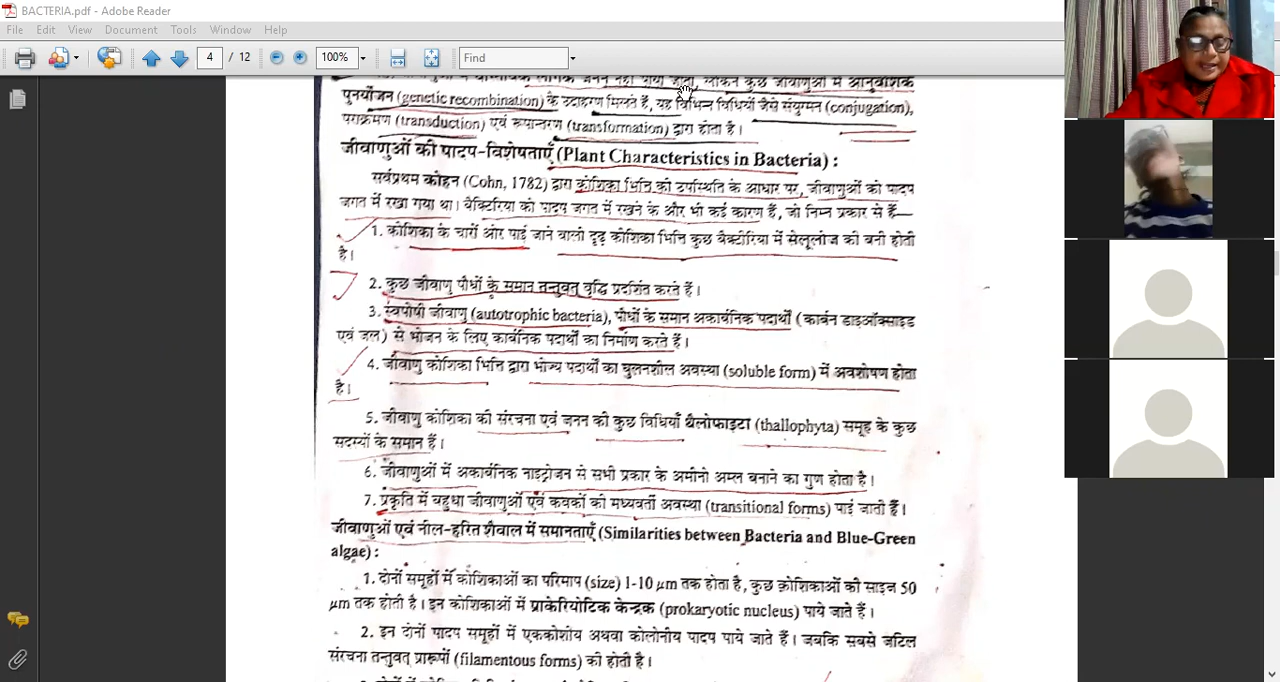 BACTERIA.pdf - Adobe Reader
File Edit View Document Tools Window Help
4 / 12 100% Find
पुनर्योजन (genetic recombination) के उदाहरण मिलते हैं, यह विभिन्न विधियों जैसे संयुग्मन (conjugation),
पराक्रमण (transduction) एवं रूपान्तरण (transformation) द्वारा होता है।
जीवाणुओं की पादप-विशेषताएँ (Plant Characteristics in Bacteria) :
सर्वप्रथम कोहन (Cohn, 1782) द्वारा कोशिका भित्ति की उपस्थिति के आधार पर, जीवाणुओं को पादप
जगत में रखा गया था। बैक्टिरिया को पादप जगत में रखने के और भी कई कारण हैं, जो निम्न प्रकार से हैं—
1. कोशिका के चारों ओर पाई जाने वाली दृढ़ कोशिका भित्ति कुछ बैक्टीरिया में सेलूलोज की बनी होती
है।
2. कुछ जीवाणु पौधों के समान तन्तुवत् वृद्धि प्रदर्शित करते हैं।
3. स्वपोषी जीवाणु (autotrophic bacteria), पौधों के समान अकार्बनिक पदार्थों (कार्बन डाइऑक्साइड
एवं जल) से भोजन के लिए कार्बनिक पदार्थों का निर्माण करते हैं।
4. जीवाणु कोशिका भित्ति द्वारा भोज्य पदार्थों का घुलनशील अवस्था (soluble form) में अवशोषण होता
है।
5. जीवाणु कोशिका की संरचना एवं जनन की कुछ विधियाँ थैलोफाइटा (thallophyta) समूह के कुछ
सदस्यों के समान हैं।
6. जीवाणुओं में अकार्बनिक नाइट्रोजन से सभी प्रकार के अमीनो अम्ल बनाने का गुण होता है।
7. प्रकृति में बहुधा जीवाणुओं एवं कवकों की मध्यवर्ती अवस्था (transitional forms) पाई जाती हैं।
जीवाणुओं एवं नील-हरित शैवाल में समानताएँ (Similarities between Bacteria and Blue-Green
algae) :
1. दोनों समूहों में कोशिकाओं का परिमाप (size) 1-10 μm तक होता है, कुछ कोशिकाओं की साइज 50
μm तक होती है। इन कोशिकाओं में प्राकेरियोटिक केन्द्रक (prokaryotic nucleus) पाये जाते हैं।
2. इन दोनों पादप समूहों में एककोशीय अथवा कोलोनीय पादप पाये जाते हैं। जबकि सबसे जटिल
संरचना तन्तुवत् प्रारूपों (filamentous forms) की होती है।